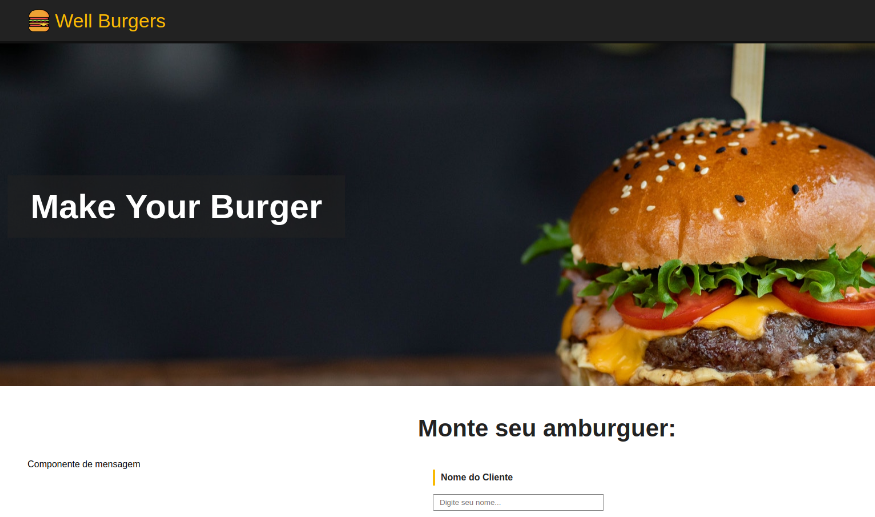 Well Burgers
Make Your Burger
Monte seu amburguer:
Componente de mensagem
Nome do Cliente
Digite seu nome...